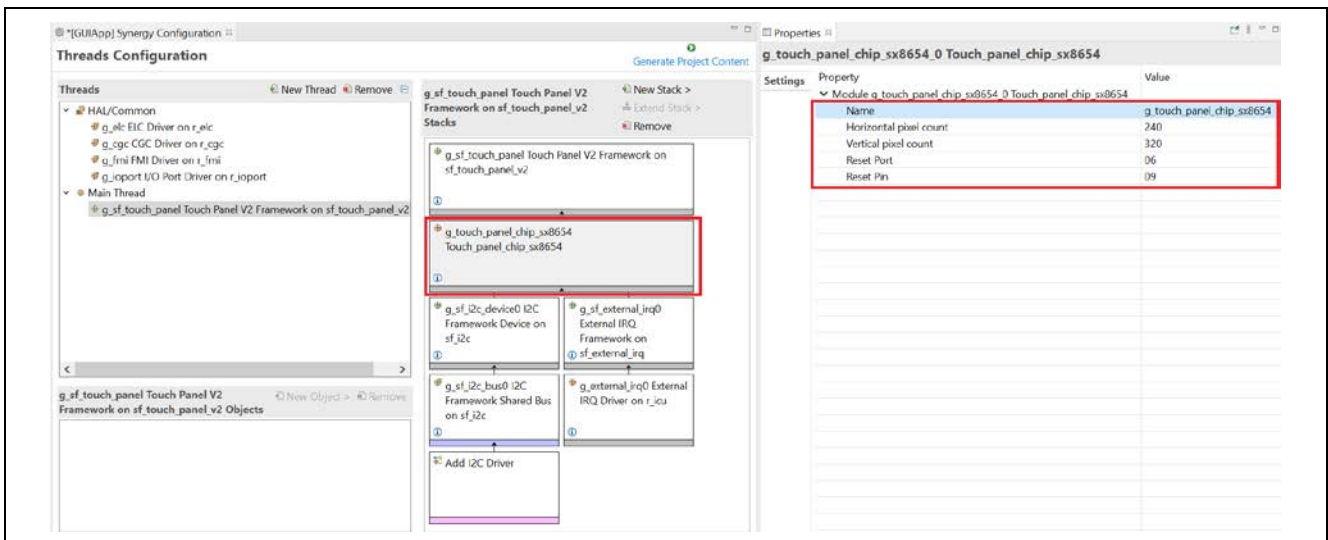 *[GUIApp] Synergy Configuration
Threads Configuration
Generate Project Content
Threads
New Thread
Remove
HAL/Common
g_elc ELC Driver on r_elc
g_cgc CGC Driver on r_cgc
g_fmi FMI Driver on r_fmi
g_ioport I/O Port Driver on r_ioport
Main Thread
g_sf_touch_panel Touch Panel V2 Framework on sf_touch_panel_v2
g_sf_touch_panel Touch Panel V2
Framework on sf_touch_panel_v2 Objects
New Object >
Remove
g_sf_touch_panel Touch Panel V2
Framework on sf_touch_panel_v2
Stacks
New Stack >
Extend Stack >
Remove
g_sf_touch_panel Touch Panel V2 Framework on
sf_touch_panel_v2
g_touch_panel_chip_sx8654
Touch_panel_chip_sx8654
g_sf_i2c_device0 I2C
Framework Device on
sf_i2c
g_sf_external_irq0
External IRQ
Framework on
sf_external_irq
g_sf_i2c_bus0 I2C
Framework Shared Bus
on sf_i2c
g_external_irq0 External
IRQ Driver on r_icu
Add I2C Driver
Properties
g_touch_panel_chip_sx8654_0 Touch_panel_chip_sx8654
Settings
Property Value
Module g_touch_panel_chip_sx8654_0 Touch_panel_chip_sx8654
Name g_touch_panel_chip_sx8654
Horizontal pixel count 240
Vertical pixel count 320
Reset Port 06
Reset Pin 09